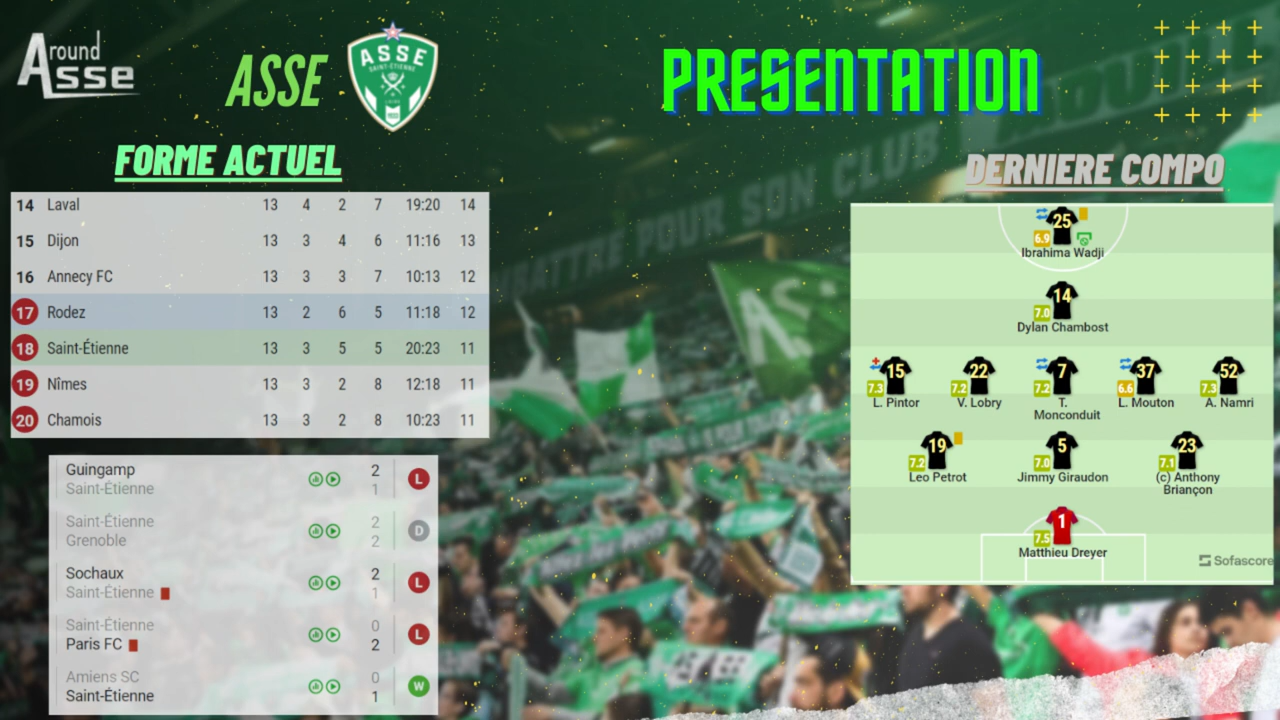 Around
Asse
ASSE
ASSE
SAINT-ÉTIENNE
LOIRE
PRESENTATION
FORME ACTUEL
14 Laval 13 4 2 7 19:20 14
15 Dijon 13 3 4 6 11:16 13
16 Annecy FC 13 3 3 7 10:13 12
17 Rodez 13 2 6 5 11:18 12
18 Saint-Étienne 13 3 5 5 20:23 11
19 Nîmes 13 3 2 8 12:18 11
20 Chamois 13 3 2 8 10:23 11
Guingamp 2
Saint-Étienne 1 L
Saint-Étienne 2
Grenoble 2 D
Sochaux 2
Saint-Étienne 1 L
Saint-Étienne 0
Paris FC 2 L
Amiens SC 0
Saint-Étienne 1 W
DERNIERE COMPO
25
6.9
Ibrahima Wadji
14
7.0
Dylan Chambost
15 22 7 37 52
7.3 7.2 7.2 6.6 7.3
L. Pintor V. Lobry T. Monconduit L. Mouton A. Namri
19 5 23
7.2 7.0 7.1
Leo Petrot Jimmy Giraudon (c) Anthony Briançon
1
7.5
Matthieu Dreyer
Sofascore
POUR SON CLUB